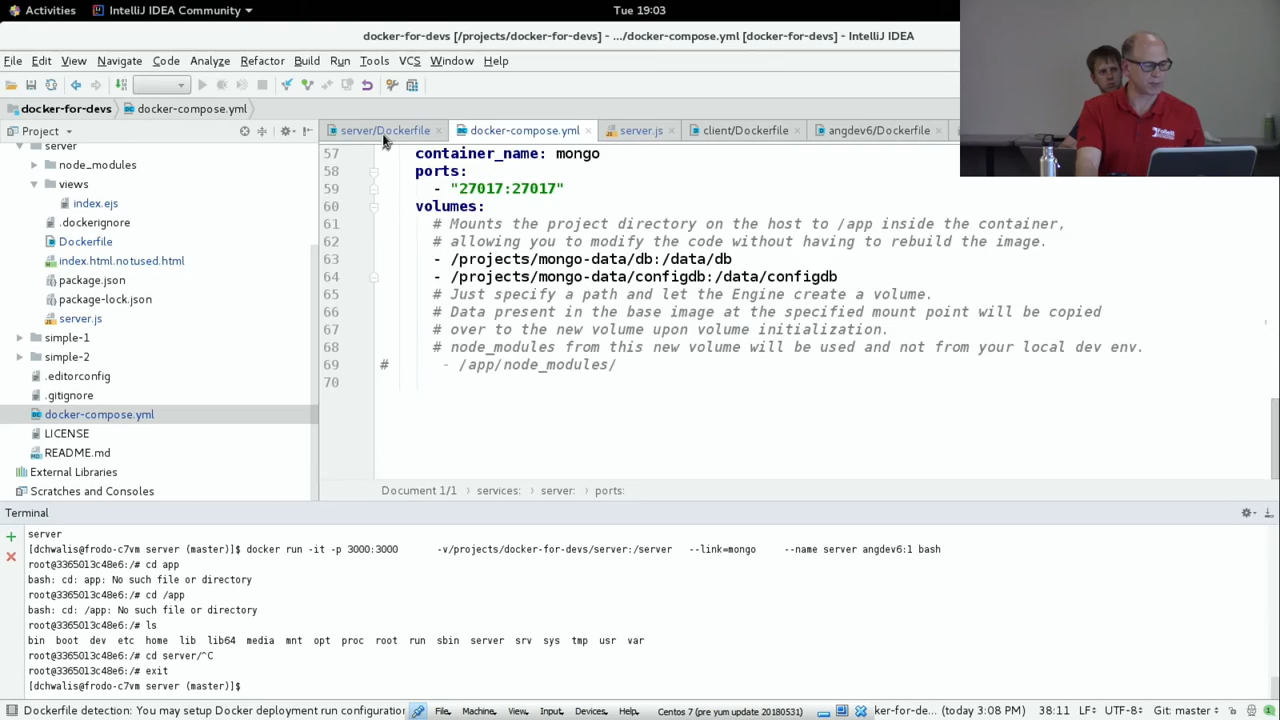 Activities IntelliJ IDEA Community Tue 19:03
docker-for-devs [/projects/docker-for-devs] - .../docker-compose.yml [docker-for-devs] - IntelliJ IDEA
File Edit View Navigate Code Analyze Refactor Build Run Tools VCS Window Help
docker-for-devs docker-compose.yml
Project
server/Dockerfile docker-compose.yml server.js client/Dockerfile angdev6/Dockerfile
server
node_modules
views
index.ejs
.dockerignore
Dockerfile
index.html.notused.html
package.json
package-lock.json
server.js
simple-1
simple-2
.editorconfig
.gitignore
docker-compose.yml
LICENSE
README.md
External Libraries
Scratches and Consoles
57 container_name: mongo
58 ports:
59 - "27017:27017"
60 volumes:
61 # Mounts the project directory on the host to /app inside the container,
62 # allowing you to modify the code without having to rebuild the image.
63 - /projects/mongo-data/db:/data/db
64 - /projects/mongo-data/configdb:/data/configdb
65 # Just specify a path and let the Engine create a volume.
66 # Data present in the base image at the specified mount point will be copied
67 # over to the new volume upon volume initialization.
68 # node_modules from this new volume will be used and not from your local dev env.
69 # - /app/node_modules/
70
Document 1/1 › services: › server: › ports:
Terminal
server
[dchwalis@frodo-c7vm server (master)]$ docker run -it -p 3000:3000 -v/projects/docker-for-devs/server:/server --link=mongo --name server angdev6:1 bash
root@3365013c48e6:/# cd app
bash: cd: app: No such file or directory
root@3365013c48e6:/# cd /app
bash: cd: /app: No such file or directory
root@3365013c48e6:/# ls
bin boot dev etc home lib lib64 media mnt opt proc root run sbin server srv sys tmp usr var
root@3365013c48e6:/# cd server/^C
root@3365013c48e6:/# exit
[dchwalis@frodo-c7vm server (master)]$
Dockerfile detection: You may setup Docker deployment run configuration File Machine View Input Devices Help Centos 7 (pre yum update 20180531) ker-for-de... (today 3:08 PM) 38:11 LF UTF-8 Git: master